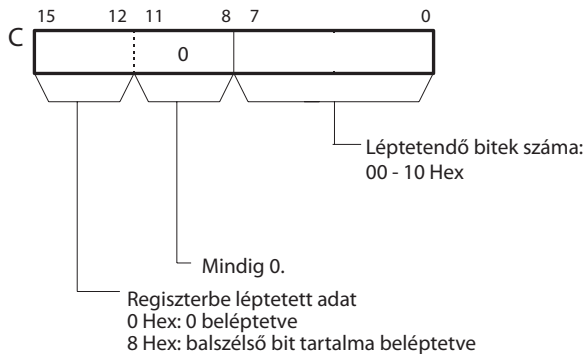 15 12 11 8 7 0
C
0
Léptetendő bitek száma:
00 - 10 Hex
Mindig 0.
Regiszterbe léptetett adat
0 Hex: 0 beléptetve
8 Hex: balszélső bit tartalma beléptetve